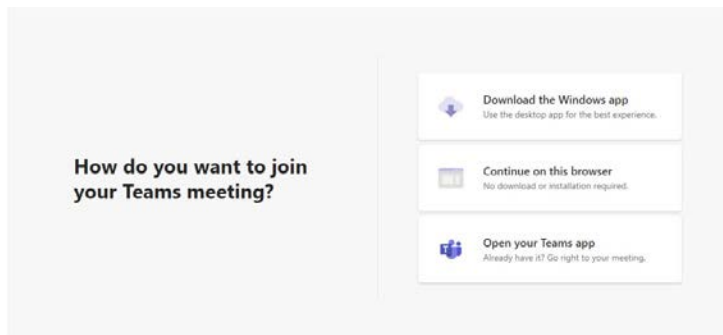 How do you want to join
your Teams meeting?
Download the Windows app
Use the desktop app for the best experience.
Continue on this browser
No download or installation required.
Open your Teams app
Already have it? Go right to your meeting.